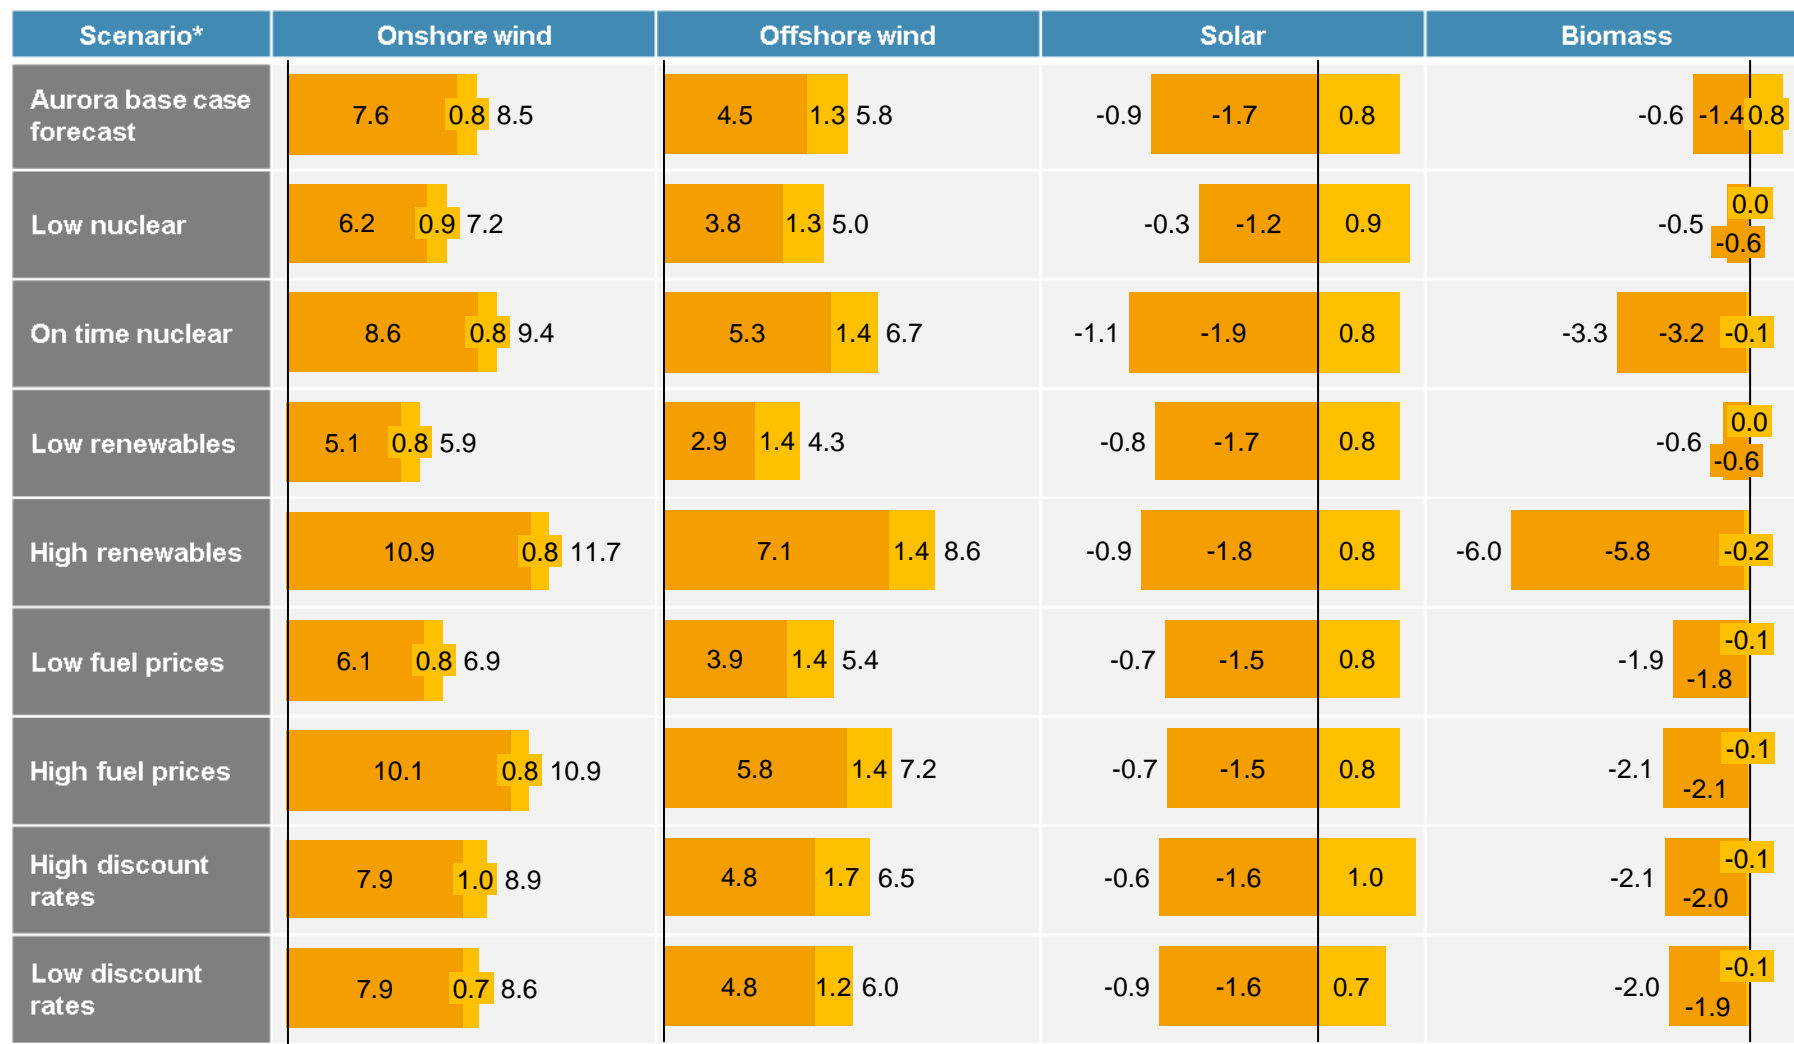 Scenario* Onshore wind Offshore wind Solar Biomass
Aurora base case
forecast
7.6 0.8 8.5 4.5 1.3 5.8 -0.9 -1.7 0.8 -0.6 -1.4 0.8
Low nuclear 6.2 0.9 7.2 3.8 1.3 5.0 -0.3 -1.2 0.9 -0.5 0.0
-0.6
On time nuclear 8.6 0.8 9.4 5.3 1.4 6.7 -1.1 -1.9 0.8 -3.3 -3.2 -0.1
Low renewables 5.1 0.8 5.9 2.9 1.4 4.3 -0.8 -1.7 0.8 -0.6 0.0
-0.6
High renewables 10.9 0.8 11.7 7.1 1.4 8.6 -0.9 -1.8 0.8 -6.0 -5.8 -0.2
Low fuel prices 6.1 0.8 6.9 3.9 1.4 5.4 -0.7 -1.5 0.8 -1.9 -0.1
-1.8
High fuel prices 10.1 0.8 10.9 5.8 1.4 7.2 -0.7 -1.5 0.8 -2.1 -0.1
-2.1
High discount
rates
7.9 1.0 8.9 4.8 1.7 6.5 -0.6 -1.6 1.0 -2.1 -0.1
-2.0
Low discount
rates
7.9 0.7 8.6 4.8 1.2 6.0 -0.9 -1.6 0.7 -2.0 -0.1
-1.9